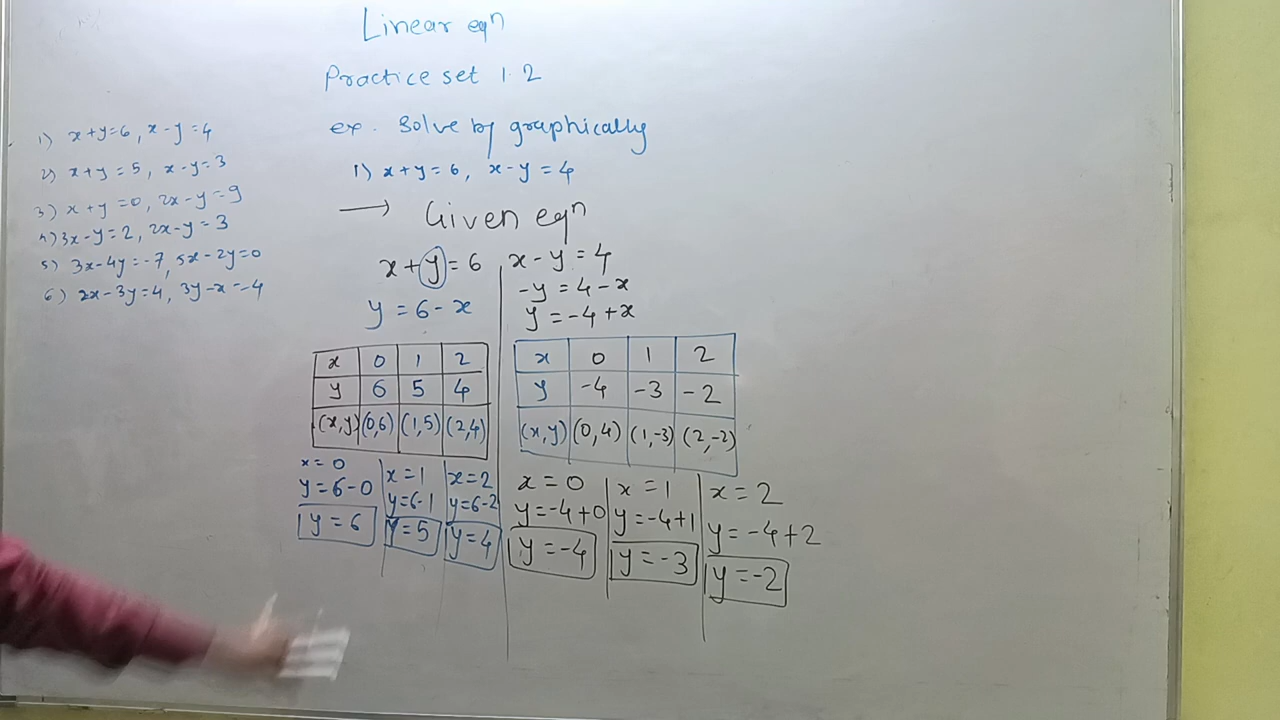 Linear eqn
Practice set 1.2
ex. Solve by graphically
1) x+y=6, x-y=4
→ Given eqn
1) x+y=6, x-y=4
2) x+y=5, x-y=3
3) x+y=0, 2x-y=9
4) 3x-y=2, 2x-y=3
5) 3x-4y=-7, 5x-2y=0
6) 2x-3y=4, 3y-x=-4
x+y=6
y=6-x
x 0 1 2
y 6 5 4
(x,y) (0,6) (1,5) (2,4)
x=0 x=1 x=2
y=6-0 y=6-1 y=6-2
y=6 y=5 y=4
x-y=4
-y=4-x
y=-4+x
x 0 1 2
y -4 -3 -2
(x,y) (0,4) (1,-3) (2,-2)
x=0 x=1 x=2
y=-4+0 y=-4+1 y=-4+2
y=-4 y=-3 y=-2